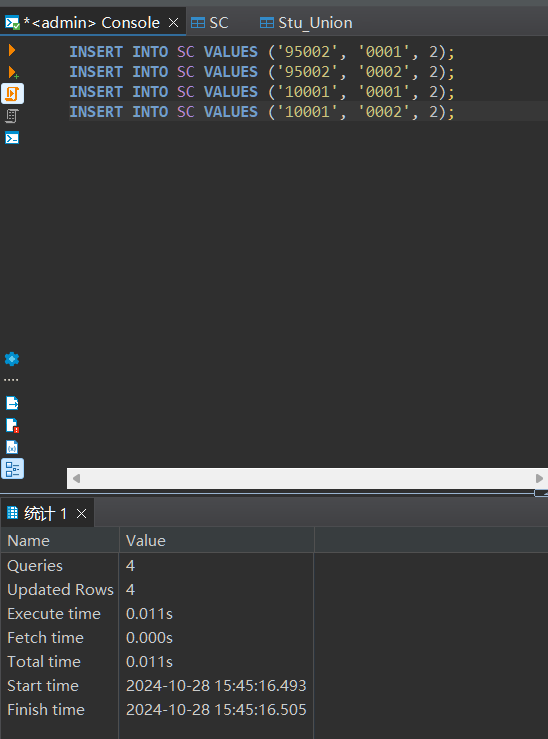 *<admin> Console
SC
Stu_Union
INSERT INTO SC VALUES ('95002', '0001', 2);
INSERT INTO SC VALUES ('95002', '0002', 2);
INSERT INTO SC VALUES ('10001', '0001', 2);
INSERT INTO SC VALUES ('10001', '0002', 2);
统计 1
Name Value
Queries 4
Updated Rows 4
Execute time 0.011s
Fetch time 0.000s
Total time 0.011s
Start time 2024-10-28 15:45:16.493
Finish time 2024-10-28 15:45:16.505